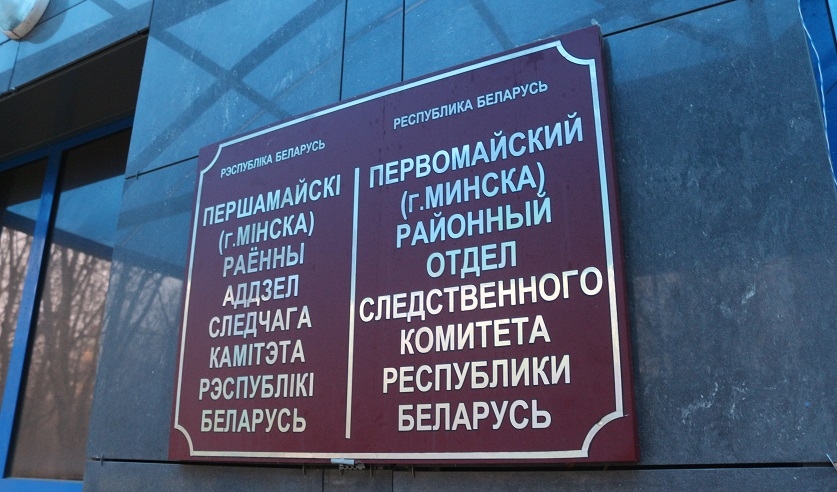 РЭСПУБЛІКА БЕЛАРУСЬ
ПЕРШАМАЙСКІ
(г.МІНСКА)
РАЁННЫ
АДДЗЕЛ
СЛЕДЧАГА
КАМІТЭТА
РЭСПУБЛІКІ
БЕЛАРУСЬ
РЕСПУБЛИКА БЕЛАРУСЬ
ПЕРВОМАЙСКИЙ
(г.МИНСКА)
РАЙОННЫЙ
ОТДЕЛ
СЛЕДСТВЕННОГО
КОМИТЕТА
РЕСПУБЛИКИ
БЕЛАРУСЬ